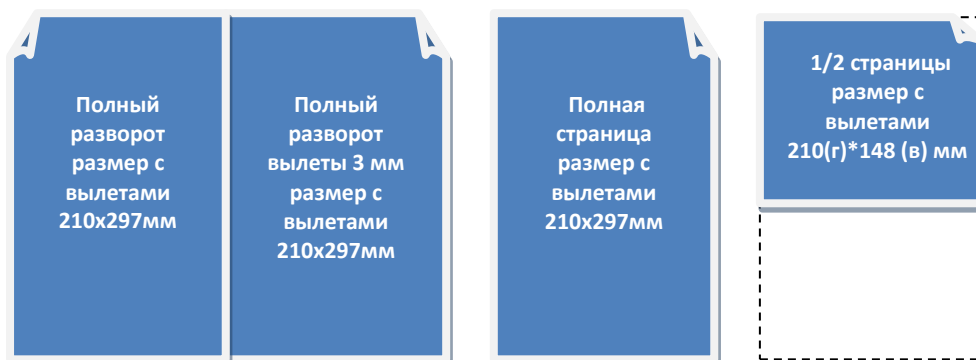 Полный
разворот
размер с
вылетами
210х297мм
Полный
разворот
вылеты 3 мм
размер с
вылетами
210х297мм
Полная
страница
размер с
вылетами
210х297мм
1/2 страницы
размер с
вылетами
210(г)*148 (в) мм